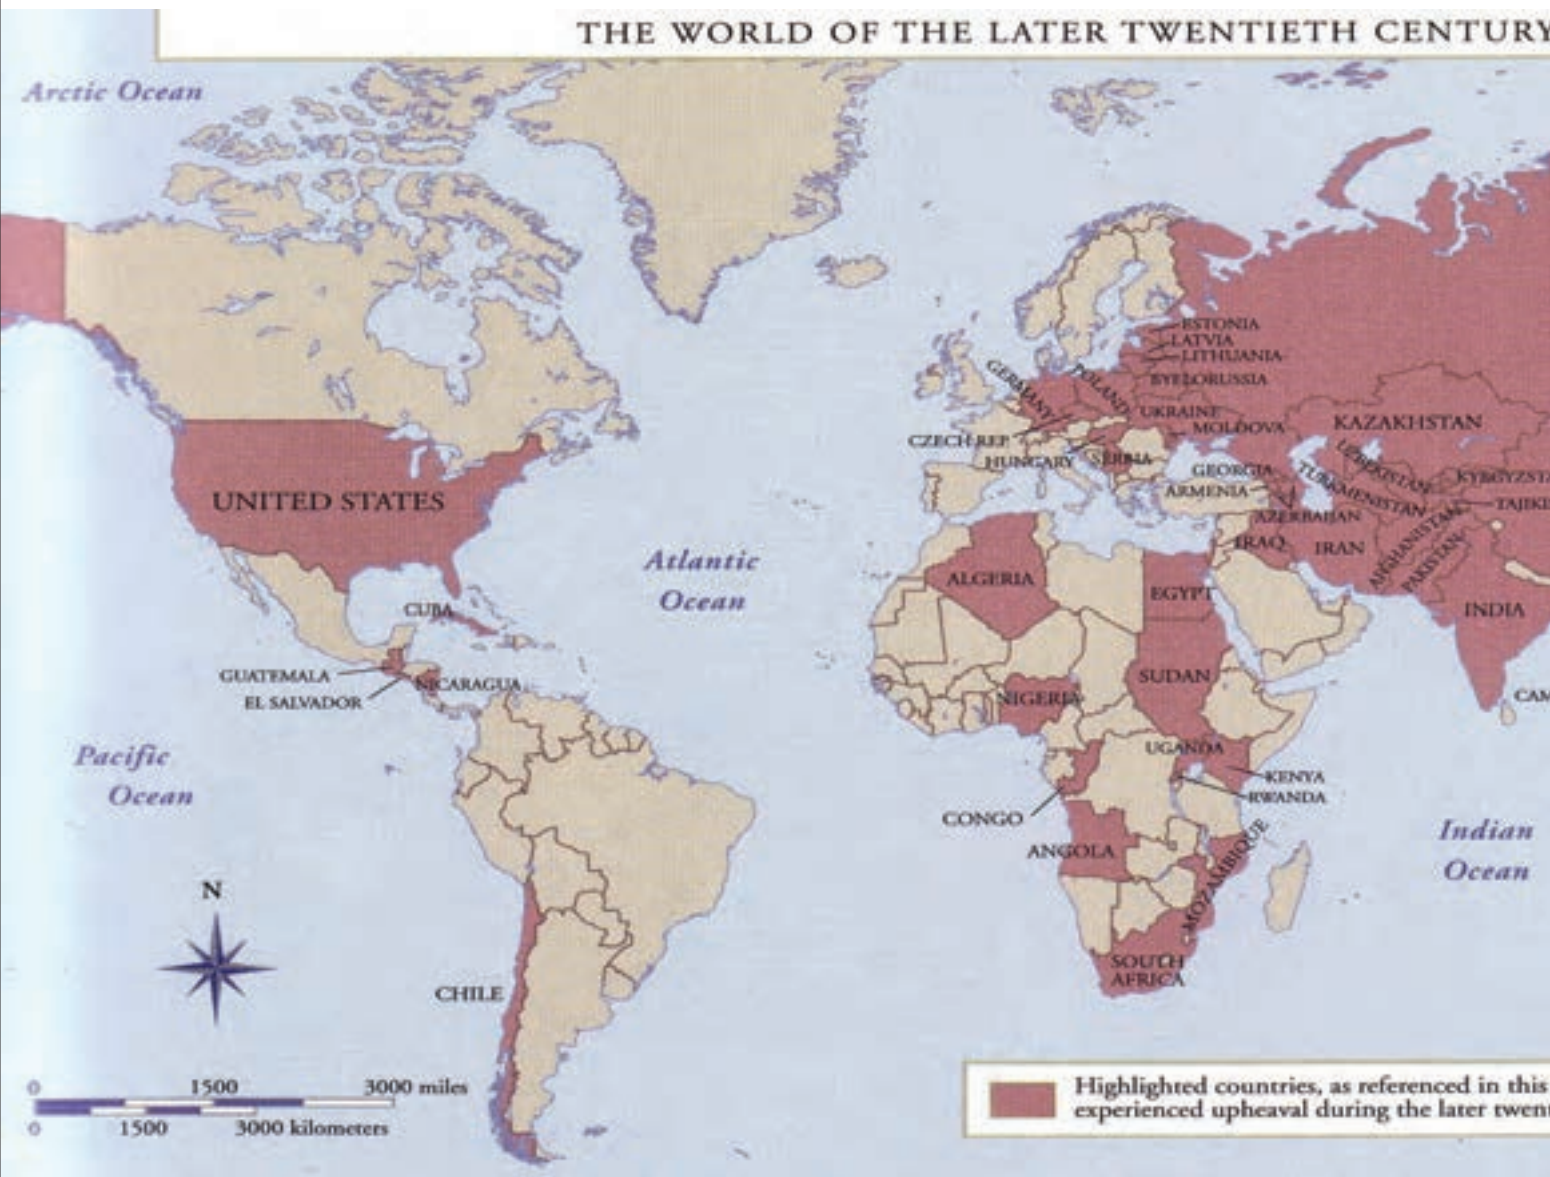 THE WORLD OF THE LATER TWENTIETH CENTURY
Arctic Ocean
ESTONIA
LATVIA
LITHUANIA
GERMANY
POLAND
BYELORUSSIA
UKRAINE
MOLDOVA
KAZAKHSTAN
CZECH REP.
HUNGARY
SERBIA
GEORGIA
UZBEKISTAN
KYRGYZSTA
ARMENIA
TURKMENISTAN
TAJIKI
UNITED STATES
AZERBAIJAN
IRAQ
IRAN
AFGHANISTAN
PAKISTAN
Atlantic
Ocean
ALGERIA
EGYPT
INDIA
CUBA
GUATEMALA
NICARAGUA
EL SALVADOR
SUDAN
NIGERIA
CAM
Pacific
Ocean
UGANDA
KENYA
RWANDA
CONGO
ANGOLA
MOZAMBIQUE
Indian
Ocean
N
SOUTH
AFRICA
CHILE
0 1500 3000 miles
0 1500 3000 kilometers
Highlighted countries, as referenced in this
experienced upheaval during the later twent